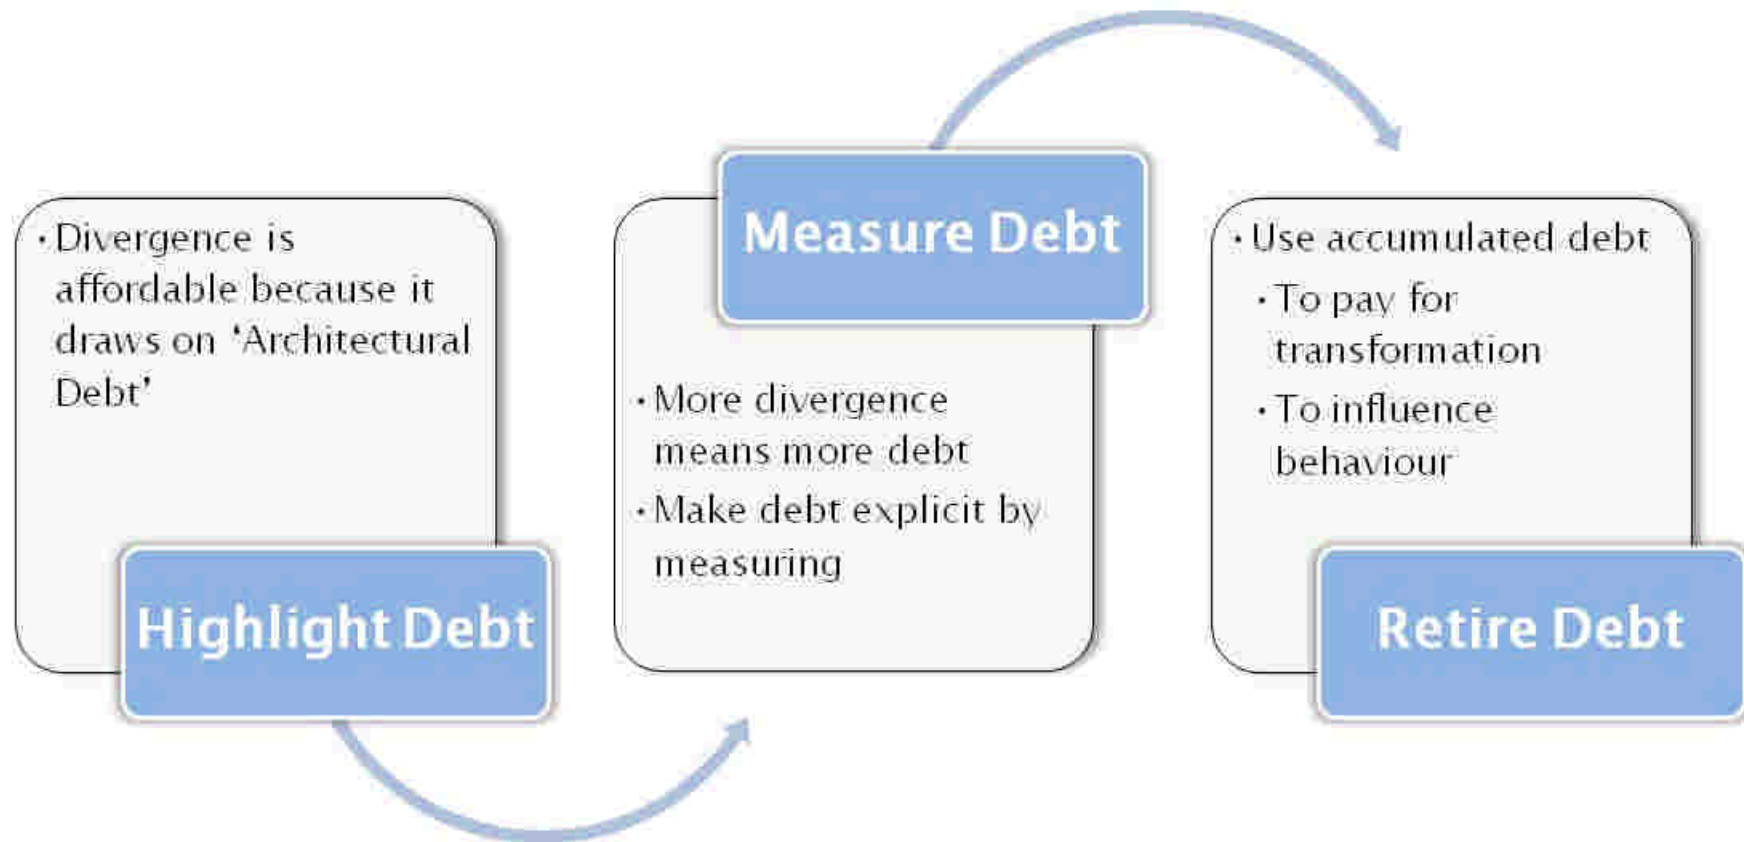 · Divergence is
affordable because it
draws on ‘Architectural
Debt’
Highlight Debt
Measure Debt
· More divergence
means more debt
· Make debt explicit by
measuring
· Use accumulated debt
· To pay for
transformation
· To influence
behaviour
Retire Debt